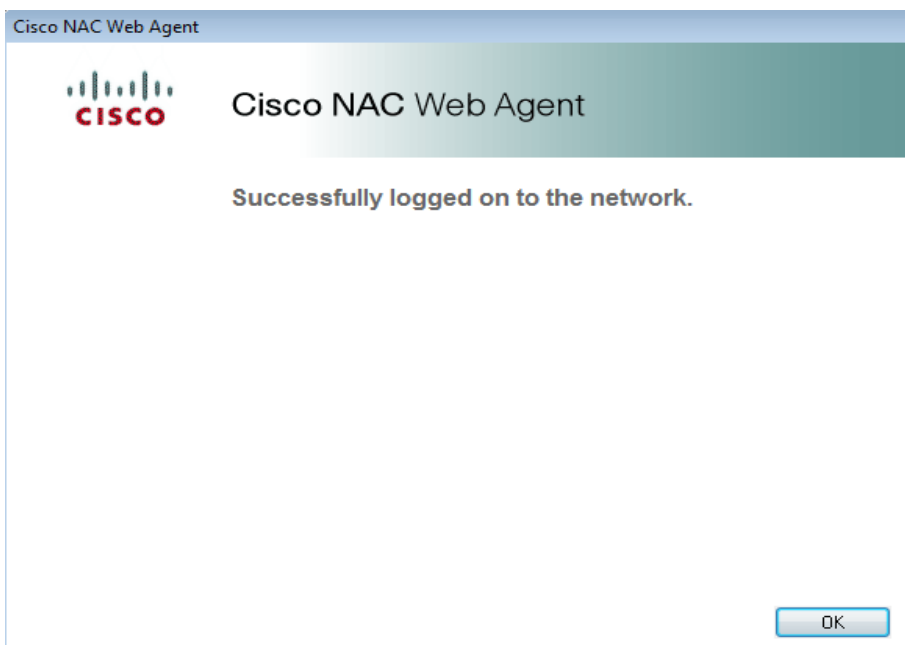 Cisco NAC Web Agent
CISCO
Cisco NAC Web Agent
Successfully logged on to the network.
OK